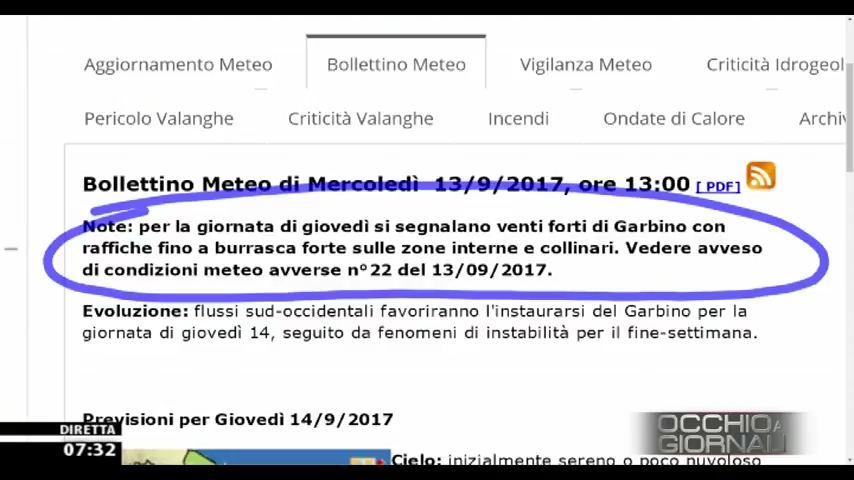 Aggiornamento Meteo Bollettino Meteo Vigilanza Meteo Criticità Idrogeol
Pericolo Valanghe Criticità Valanghe Incendi Ondate di Calore Archiv
Bollettino Meteo di Mercoledì 13/9/2017, ore 13:00 [ PDF]
Note: per la giornata di giovedì si segnalano venti forti di Garbino con
raffiche fino a burrasca forte sulle zone interne e collinari. Vedere avveso
di condizioni meteo avverse n°22 del 13/09/2017.
Evoluzione: flussi sud-occidentali favoriranno l'instaurarsi del Garbino per la
giornata di giovedì 14, seguito da fenomeni di instabilità per il fine-settimana.
Previsioni per Giovedì 14/9/2017
DIRETTA
07:32
OCCHIO AI
GIORNALI
Cielo: inizialmente sereno o poco nuvoloso